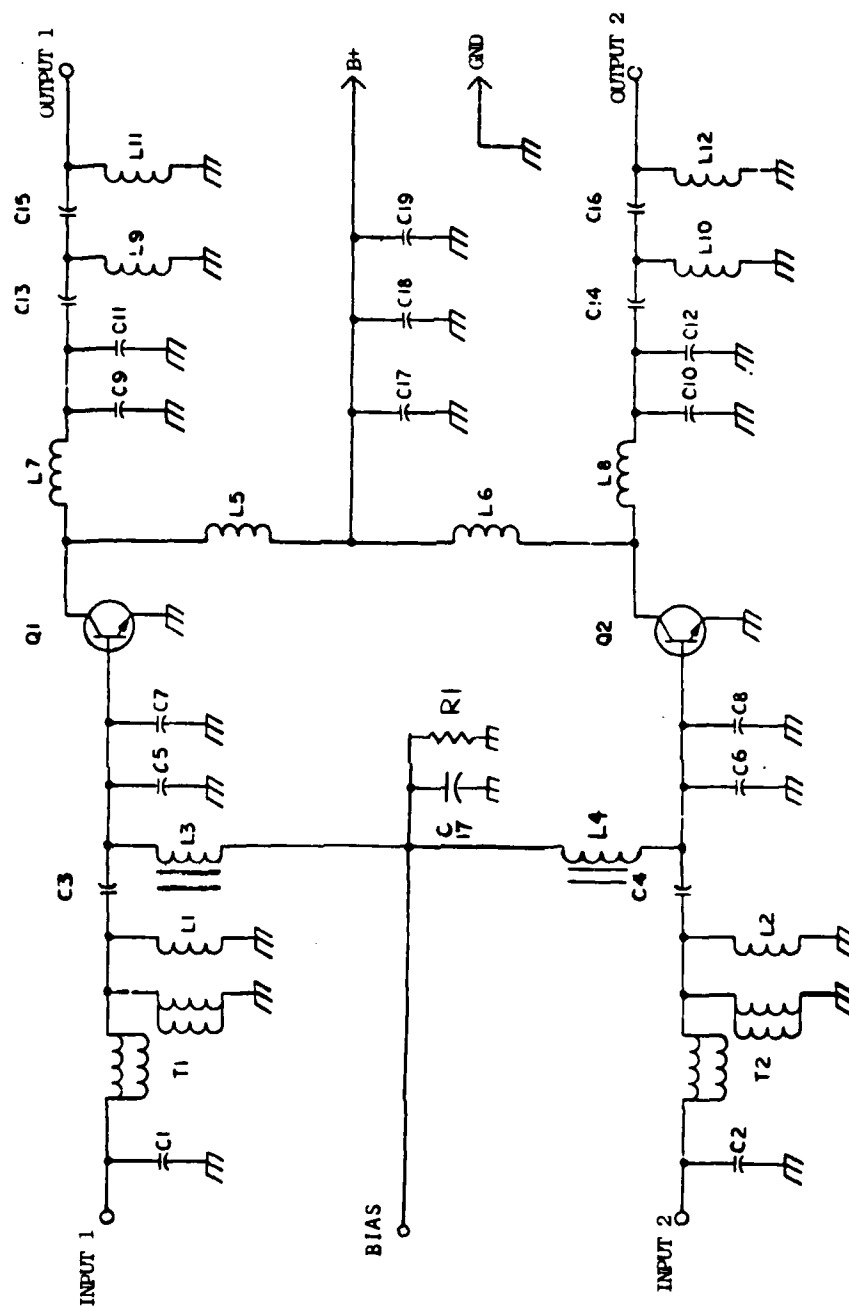 INPUT 1
C1
T1
L1
C3
L3
C5
C7
Q1
L5
L7
C9
C11
C13
L9
C15
L11
OUTPUT 1
BIAS
C17
R1
B+
C17
C18
C19
GND
INPUT 2
C2
T2
L2
C4
L4
C6
C8
Q2
L6
L8
C10
C12
C14
L10
C16
L12
OUTPUT 2